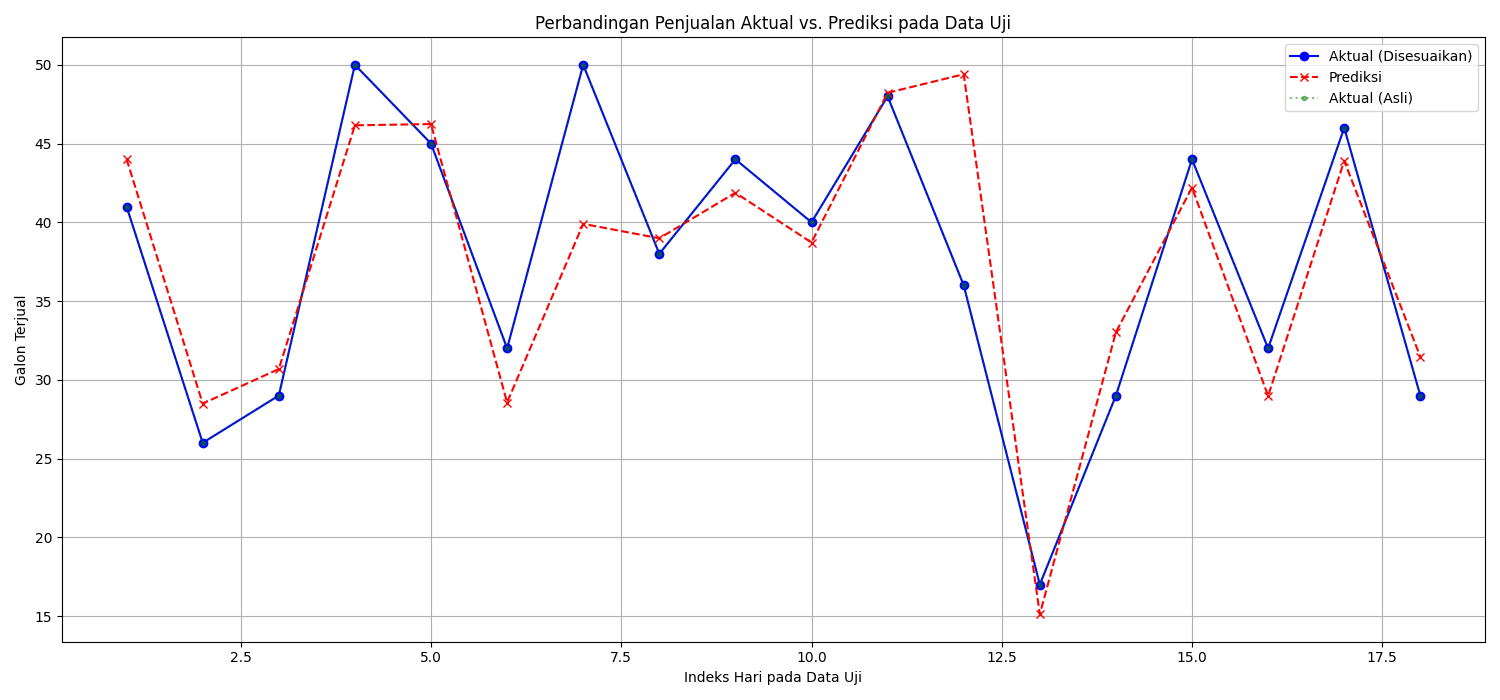 Perbandingan Penjualan Aktual vs. Prediksi pada Data Uji
Aktual (Disesuaikan)
Prediksi
Aktual (Asli)
Galon Terjual
50
45
40
35
30
25
20
15
2.5
5.0
7.5
10.0
12.5
15.0
17.5
Indeks Hari pada Data Uji